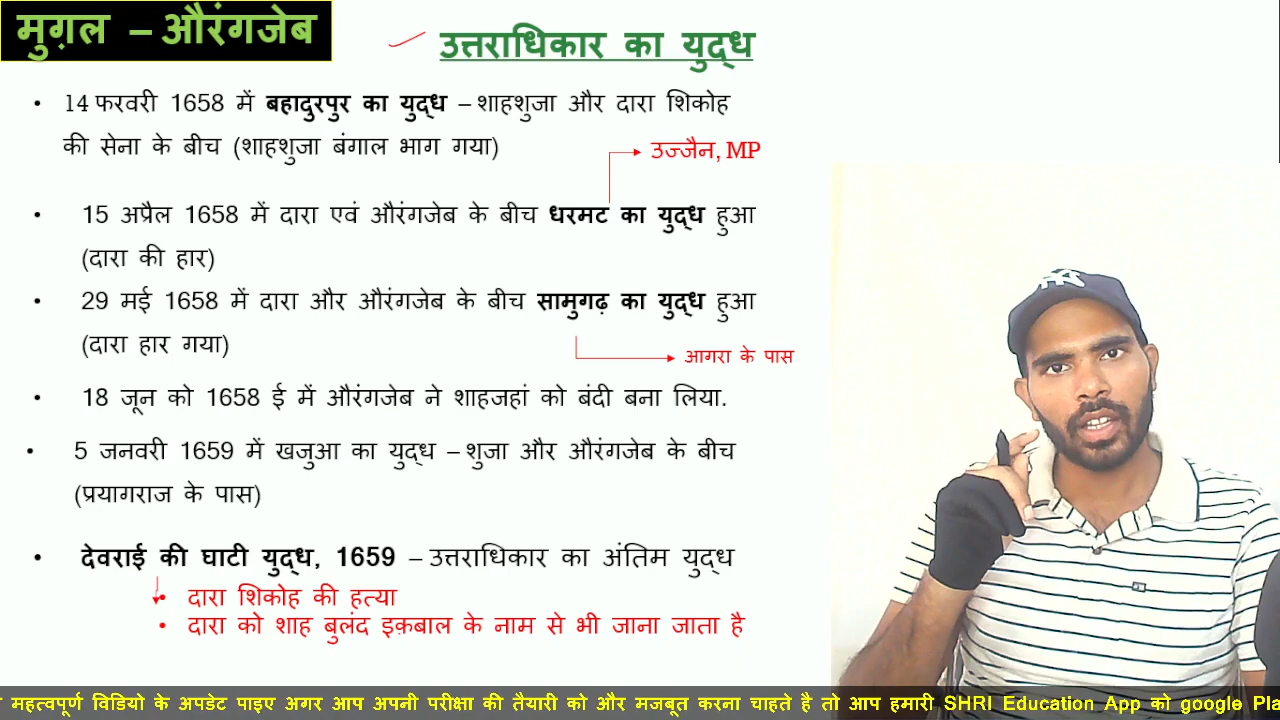 मुग़ल – औरंगजेब
उत्तराधिकार का युद्ध
• 14 फरवरी 1658 में बहादुरपुर का युद्ध – शाहशुजा और दारा शिकोह
की सेना के बीच (शाहशुजा बंगाल भाग गया)
उज्जैन, MP
• 15 अप्रैल 1658 में दारा एवं औरंगजेब के बीच धरमट का युद्ध हुआ
(दारा की हार)
• 29 मई 1658 में दारा और औरंगजेब के बीच सामुगढ़ का युद्ध हुआ
(दारा हार गया)
आगरा के पास
• 18 जून को 1658 ई में औरंगजेब ने शाहजहां को बंदी बना लिया.
• 5 जनवरी 1659 में खजुआ का युद्ध – शुजा और औरंगजेब के बीच
(प्रयागराज के पास)
• देवराई की घाटी युद्ध, 1659 – उत्तराधिकार का अंतिम युद्ध
• दारा शिकोह की हत्या
• दारा को शाह बुलंद इक़बाल के नाम से भी जाना जाता है
महत्वपूर्ण विडियो के अपडेट पाइए अगर आप अपनी परीक्षा की तैयारी को और मजबूत करना चाहते है तो आप हमारी SHRI Education App को google